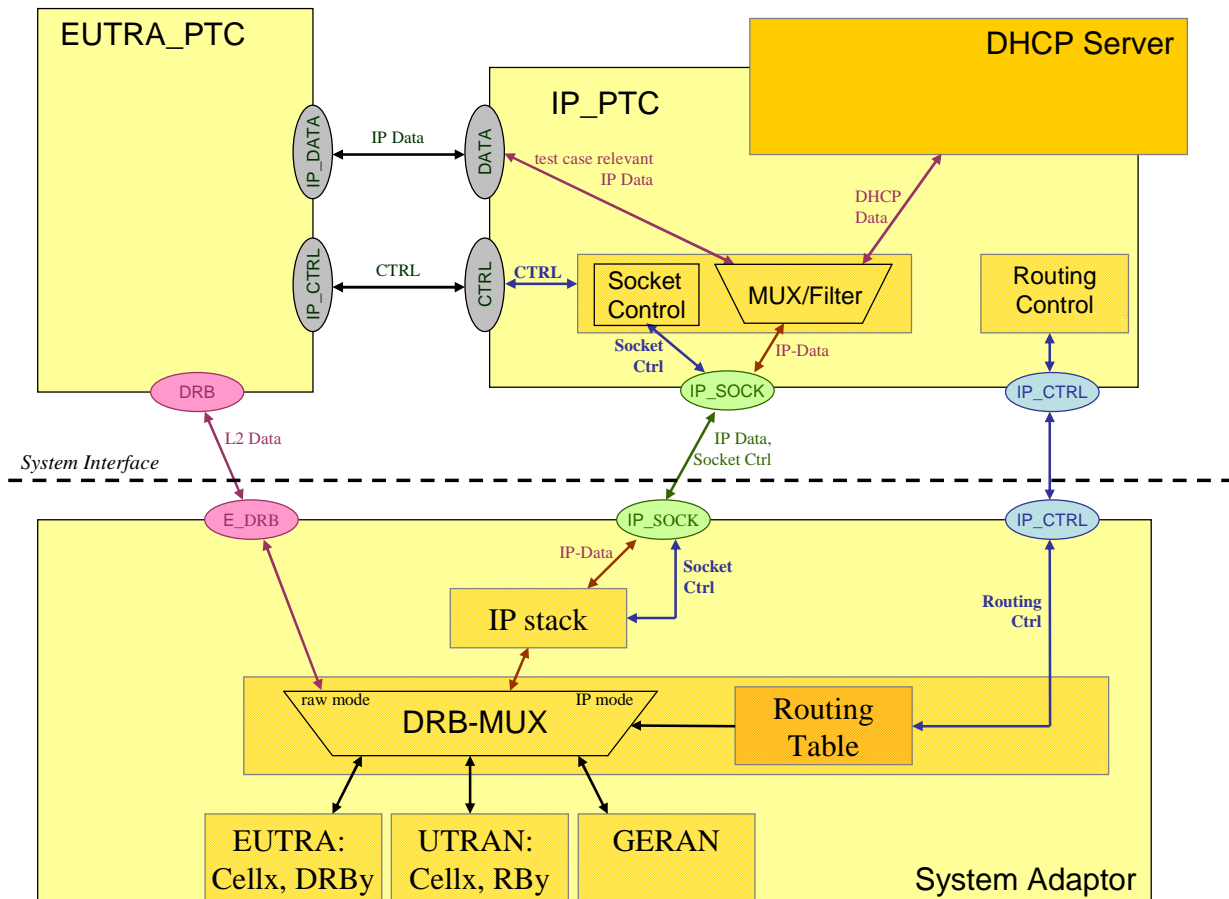 EUTRA_PTC
DHCP Server
IP_PTC
IP_DATA
IP Data
DATA
test case relevant
IP Data
DHCP
Data
IP_CTRL
CTRL
CTRL
CTRL
Socket
Control
MUX/Filter
Routing
Control
Socket
Ctrl
IP-Data
DRB
IP_SOCK
IP_CTRL
L2 Data
IP Data,
Socket Ctrl
System Interface
E_DRB
IP_SOCK
IP_CTRL
IP-Data
Socket
Ctrl
IP stack
Routing
Ctrl
raw mode
IP mode
DRB-MUX
Routing
Table
EUTRA:
Cellx, DRBy
UTRAN:
Cellx, RBy
GERAN
System Adaptor